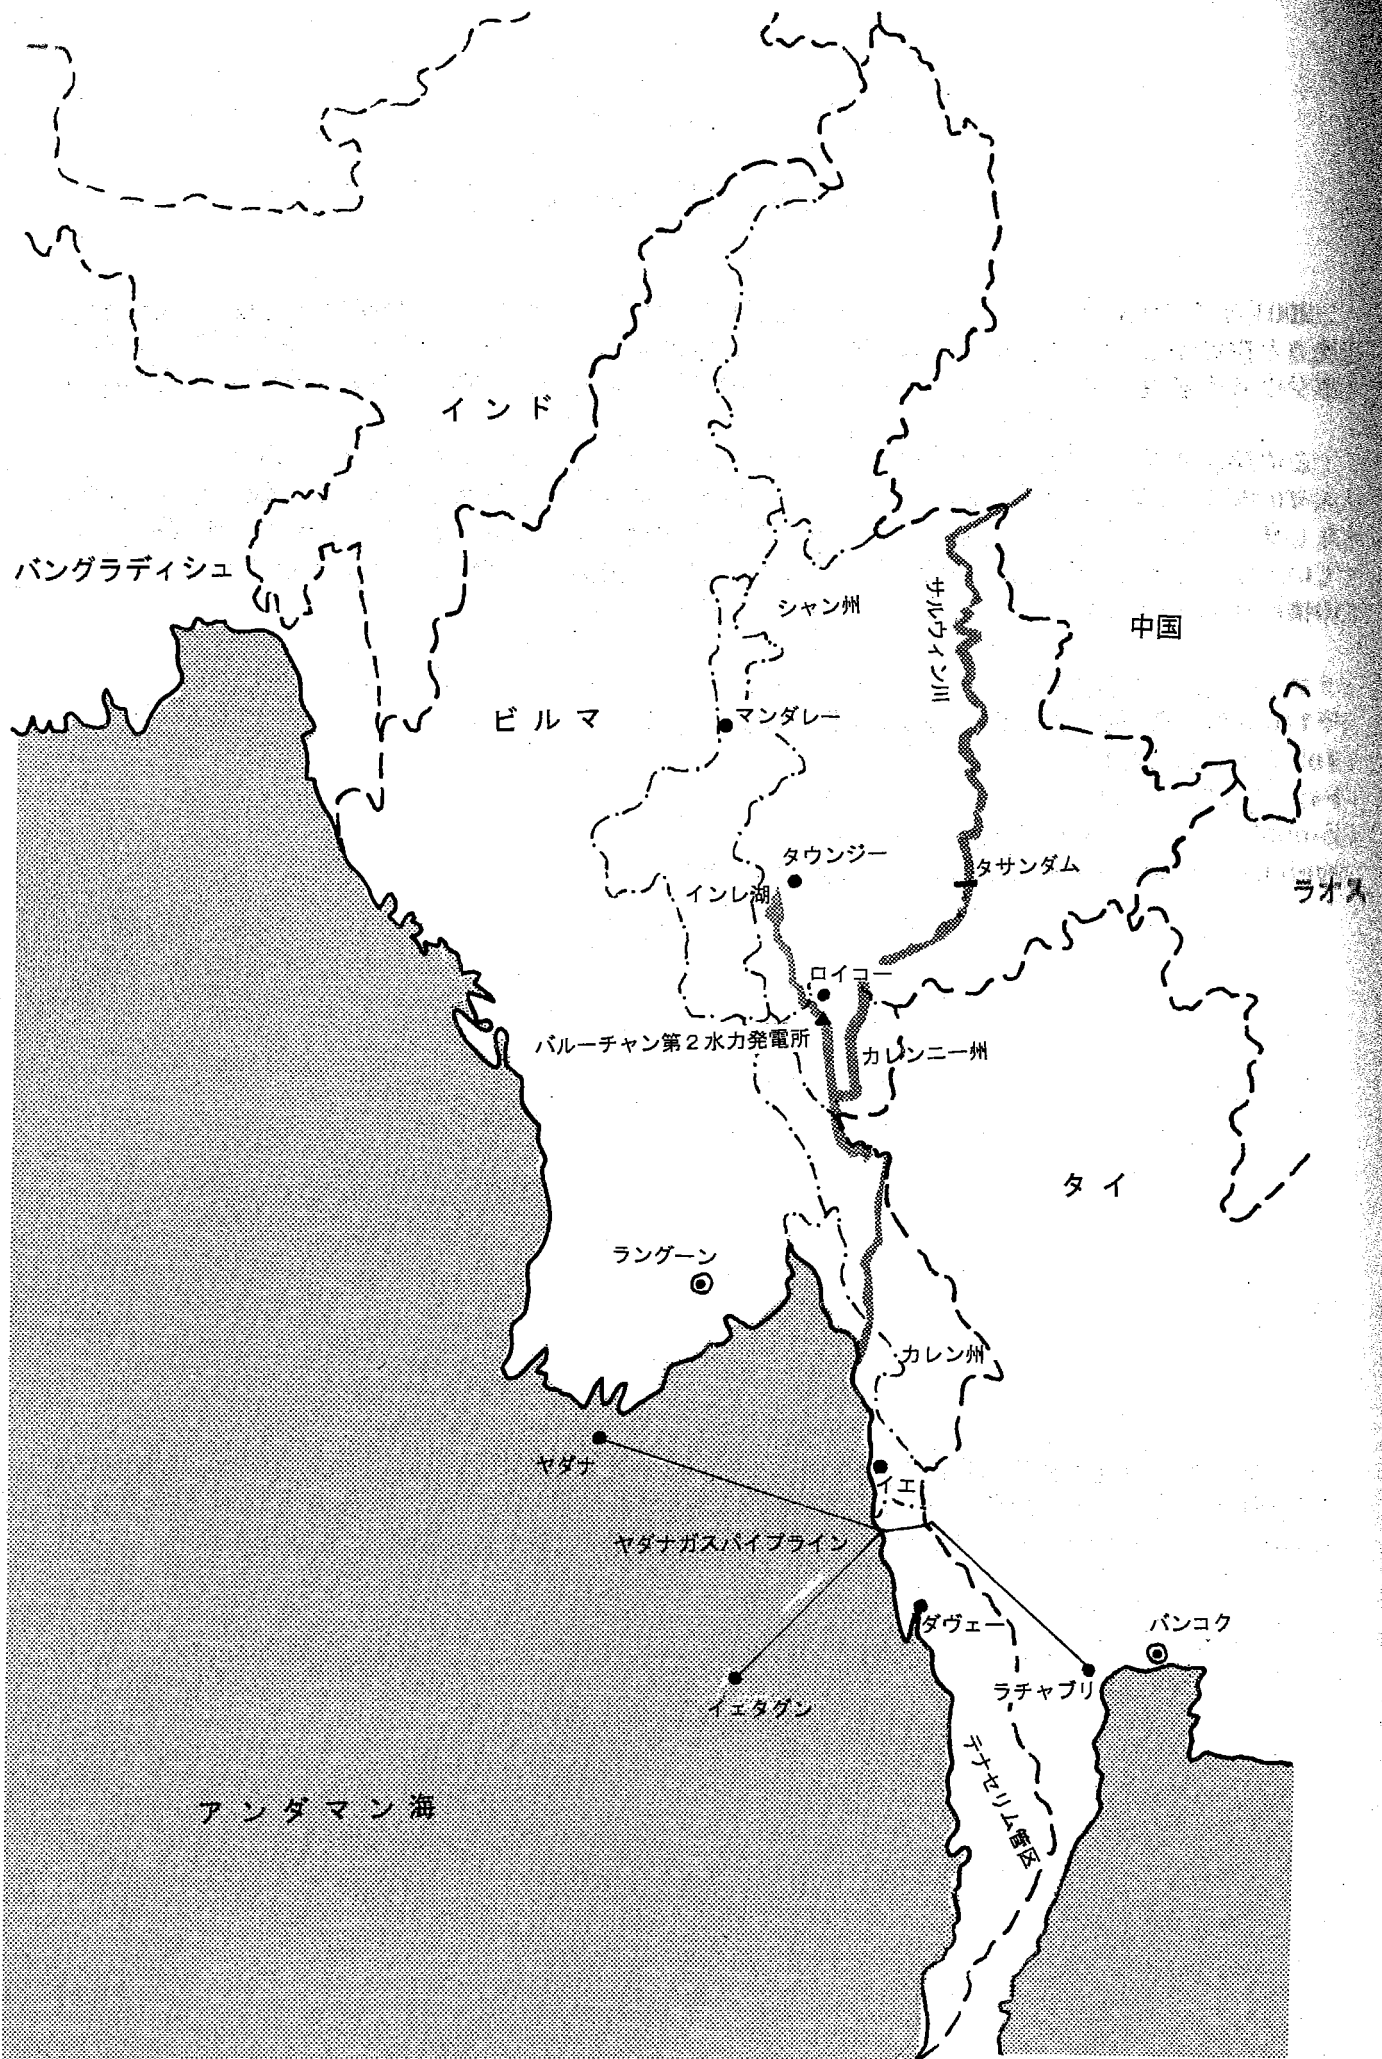 インド
バングラディシュ
シャン州
サルウィン川
中国
ビルマ
マンダレー
タウンジー
タサンダム
インレ湖
ラオス
ロイコー
バルーチャン第2水力発電所
カレンニー州
タイ
ラングーン
カレン州
ヤダナ
イエ
ヤダナガスパイプライン
ダヴェー
バンコク
ラチャブリ
イェタグン
テナセリム管区
アンダマン海